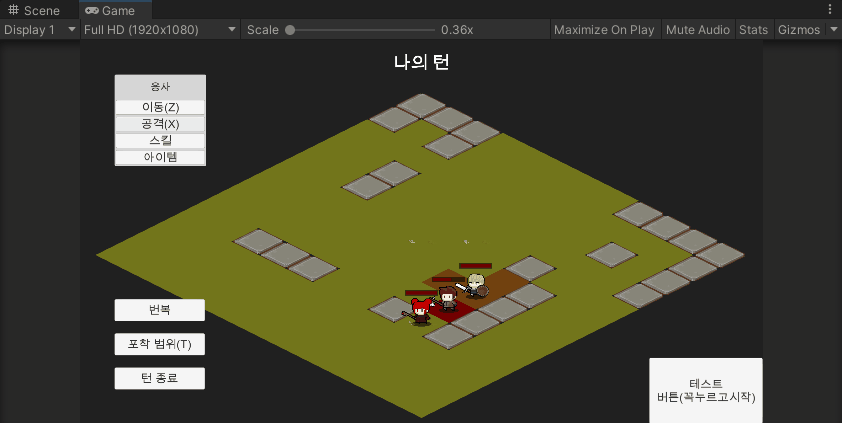 Scene
Game
Display 1
Full HD (1920x1080)
Scale
0.36x
Maximize On Play
Mute Audio
Stats
Gizmos
나의 턴
용사
이동(Z)
공격(X)
스킬
아이템
번복
포착 범위(T)
턴 종료
테스트
버튼(꼭누르고시작)